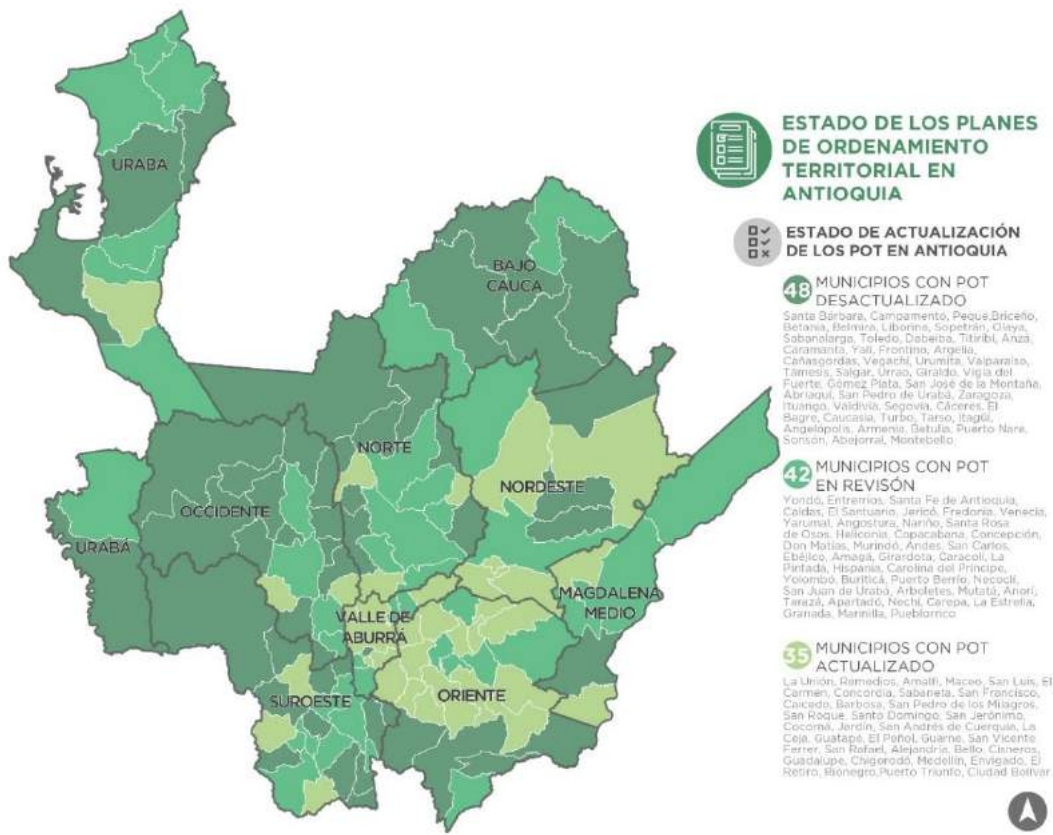 URABA
BAJO
CAUCA
NORTE
NORDESTE
OCCIDENTE
URABÁ
MAGDALENA
MEDIO
VALLE DE
ABURRÁ
SUROESTE
ORIENTE
ESTADO DE LOS PLANES
DE ORDENAMIENTO
TERRITORIAL EN
ANTIOQUIA
ESTADO DE ACTUALIZACIÓN
DE LOS POT EN ANTIOQUIA
48 MUNICIPIOS CON POT
DESACTUALIZADO
Santa Bárbara, Campamento, Peque,Briceño,
Betania, Belmira, Liborina, Sopetrán, Olaya,
Sabanalarga, Toledo, Dabeiba, Titiribí, Anzá,
Caramanta, Yalí, Frontino, Argelia,
Cañasgordas, Vegachí, Urumita, Valparaíso,
Támesis, Salgar, Urrao, Giraldo, Vigía del
Fuerte, Gómez Plata, San José de la Montaña,
Abriaquí, San Pedro de Urabá, Zaragoza,
Ituango, Valdivia, Segovia, Cáceres, El
Bagre, Caucasia, Turbo, Tarso, Itagüí,
Angelópolis, Armenia, Betulia, Puerto Nare,
Sonsón, Abejorral, Montebello
42 MUNICIPIOS CON POT
EN REVISÓN
Yondó, Entrerríos, Santa Fe de Antioquia,
Caldas, El Santuario, Jericó, Fredonia, Venecia,
Yarumal, Angostura, Nariño, Santa Rosa
de Osos, Heliconia, Copacabana, Concepción,
Don Matías, Murindó, Andes, San Carlos,
Ebéjico, Amagá, Girardota, Caracolí, La
Pintada, Hispania, Carolina del Príncipe,
Yolombó, Buriticá, Puerto Berrío, Necoclí,
San Juan de Urabá, Arboletes, Mutatá, Anorí,
Tarazá, Apartadó, Nechí, Carepa, La Estrella,
Granada, Marinilla, Pueblorrico
35 MUNICIPIOS CON POT
ACTUALIZADO
La Unión, Remedios, Amalfi, Maceo, San Luis, El
Carmen, Concordia, Sabaneta, San Francisco,
Caicedo, Barbosa, San Pedro de los Milagros,
San Roque, Santo Domingo, San Jerónimo,
Cocorná, Jardín, San Andrés de Cuerquia, La
Ceja, Guatapé, El Peñol, Guarne, San Vicente
Ferrer, San Rafael, Alejandría, Bello, Cisneros,
Guadalupe, Chigorodó, Medellín, Envigado, El
Retiro, Rionegro,Puerto Triunfo, Ciudad Bolívar